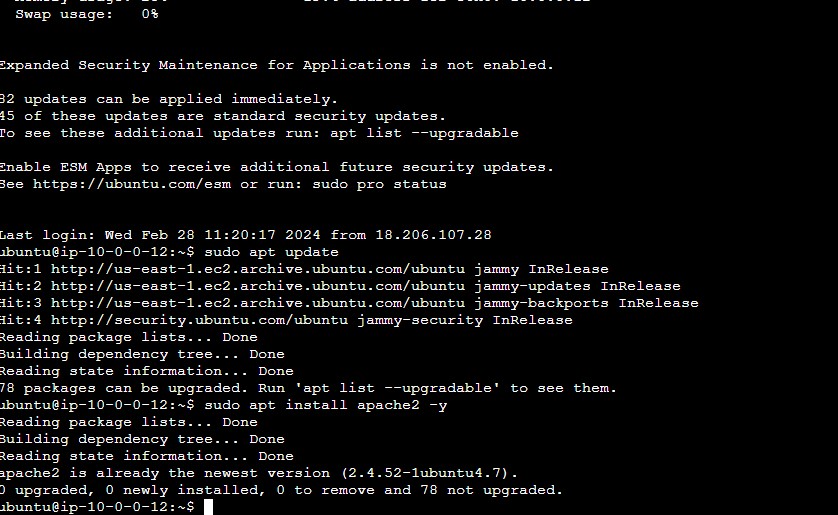 Swap usage:   0%
Expanded Security Maintenance for Applications is not enabled.
82 updates can be applied immediately.
45 of these updates are standard security updates.
To see these additional updates run: apt list --upgradable
Enable ESM Apps to receive additional future security updates.
See https://ubuntu.com/esm or run: sudo pro status
Last login: Wed Feb 28 11:20:17 2024 from 18.206.107.28
ubuntu@ip-10-0-0-12:~$ sudo apt update
Hit:1 http://us-east-1.ec2.archive.ubuntu.com/ubuntu jammy InRelease
Hit:2 http://us-east-1.ec2.archive.ubuntu.com/ubuntu jammy-updates InRelease
Hit:3 http://us-east-1.ec2.archive.ubuntu.com/ubuntu jammy-backports InRelease
Hit:4 http://security.ubuntu.com/ubuntu jammy-security InRelease
Reading package lists... Done
Building dependency tree... Done
Reading state information... Done
78 packages can be upgraded. Run 'apt list --upgradable' to see them.
ubuntu@ip-10-0-0-12:~$ sudo apt install apache2 -y
Reading package lists... Done
Building dependency tree... Done
Reading state information... Done
apache2 is already the newest version (2.4.52-1ubuntu4.7).
0 upgraded, 0 newly installed, 0 to remove and 78 not upgraded.
ubuntu@ip-10-0-0-12:~$